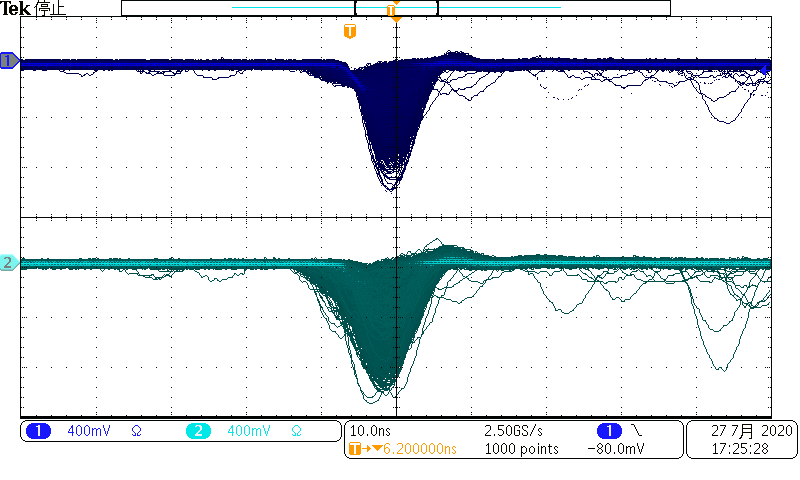 Tek 停止
T
T
1
2
1 400mV Ω 2 400mV Ω
10.0ns 2.50GS/s 1
T→▼6.200000ns 1000 points −80.0mV
27 7月 2020
17:25:28